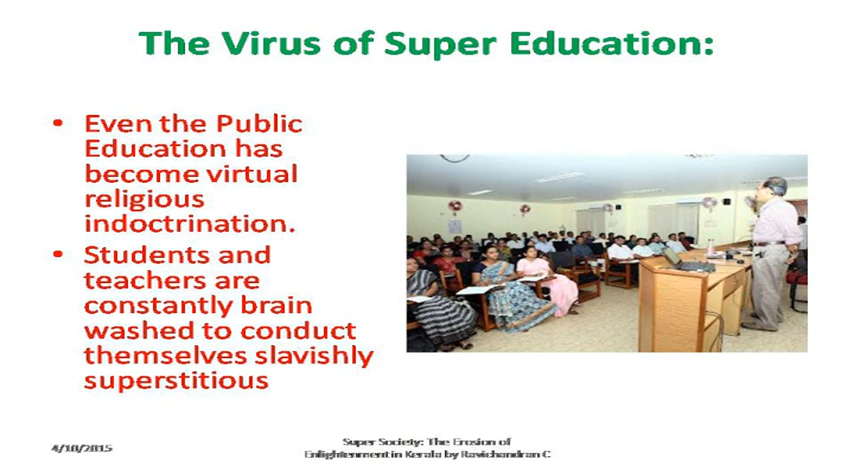 The Virus of Super Education:
• Even the Public
Education has
become virtual
religious
indoctrination.
• Students and
teachers are
constantly brain
washed to conduct
themselves slavishly
superstitious
4/10/2015
Super Society: The Erosion of
Enlightenment in Kerala by Ravichandran C